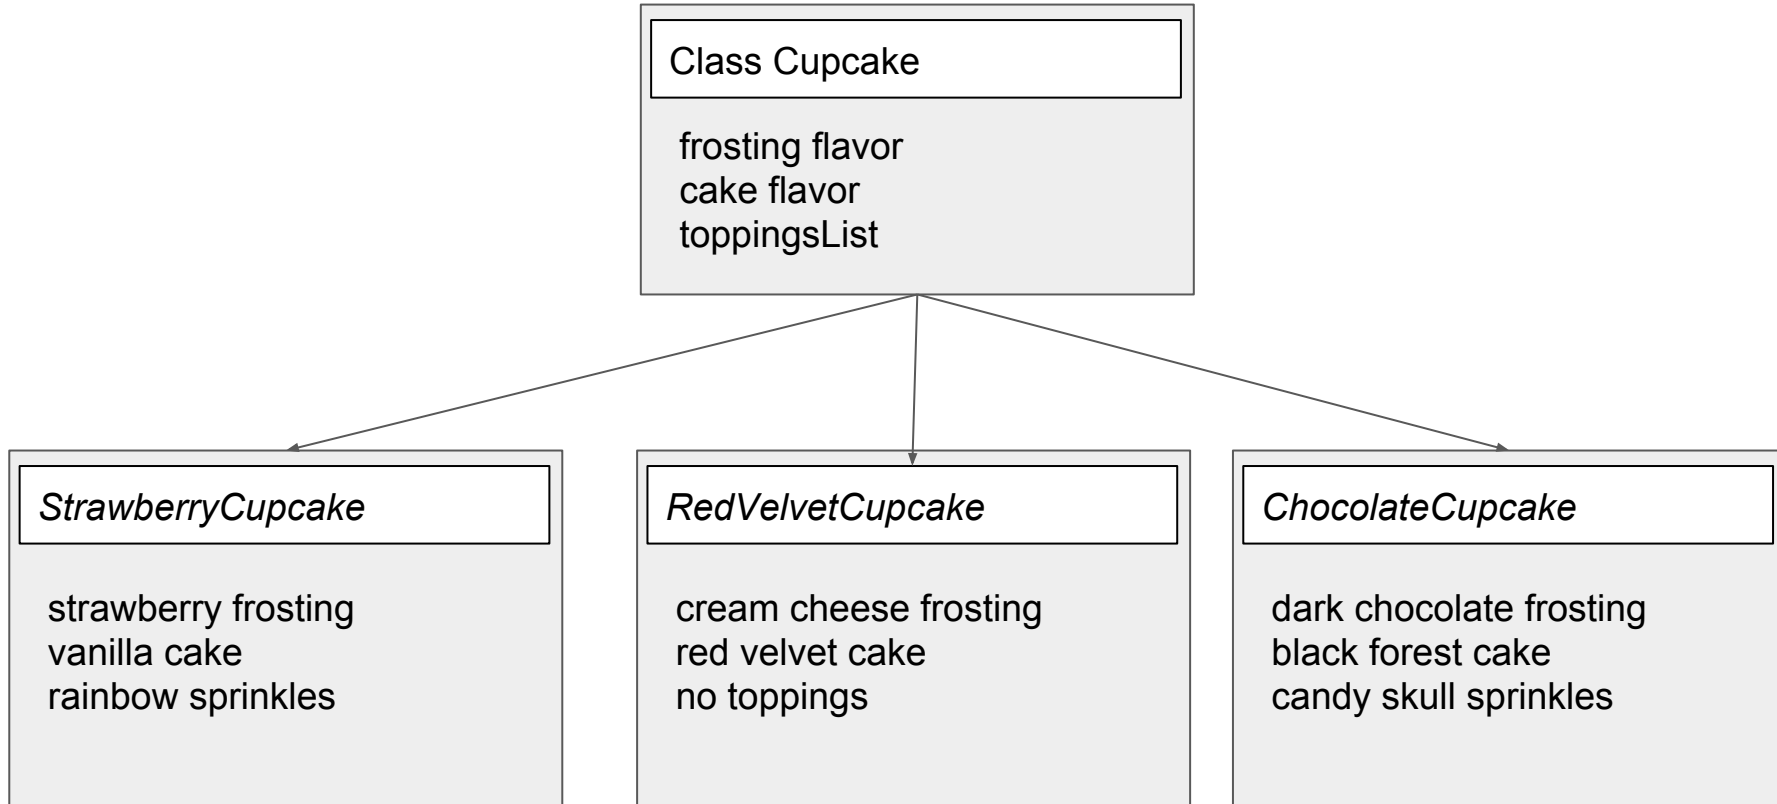 Class Cupcake
frosting flavor
cake flavor
toppingsList
StrawberryCupcake
strawberry frosting
vanilla cake
rainbow sprinkles
RedVelvetCupcake
cream cheese frosting
red velvet cake
no toppings
ChocolateCupcake
dark chocolate frosting
black forest cake
candy skull sprinkles